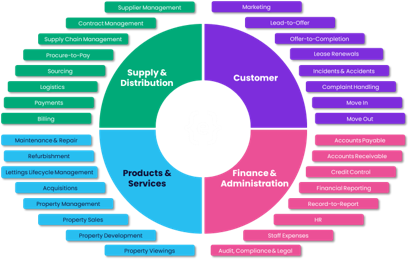 Supplier Management
Contract Management
Supply Chain Management
Procure-to-Pay
Sourcing
Logistics
Payments
Billing
Supply &
Distribution
Marketing
Lead-to-Offer
Offer-to-Completion
Lease Renewals
Incidents & Accidents
Complaint Handling
Move In
Move Out
Customer
Maintenance & Repair
Refurbishment
Lettings Lifecycle Management
Acquisitions
Property Management
Property Sales
Property Development
Property Viewings
Products &
Services
Accounts Payable
Accounts Receivable
Credit Control
Financial Reporting
Record-to-Report
HR
Staff Expenses
Audit, Compliance & Legal
Finance &
Administration